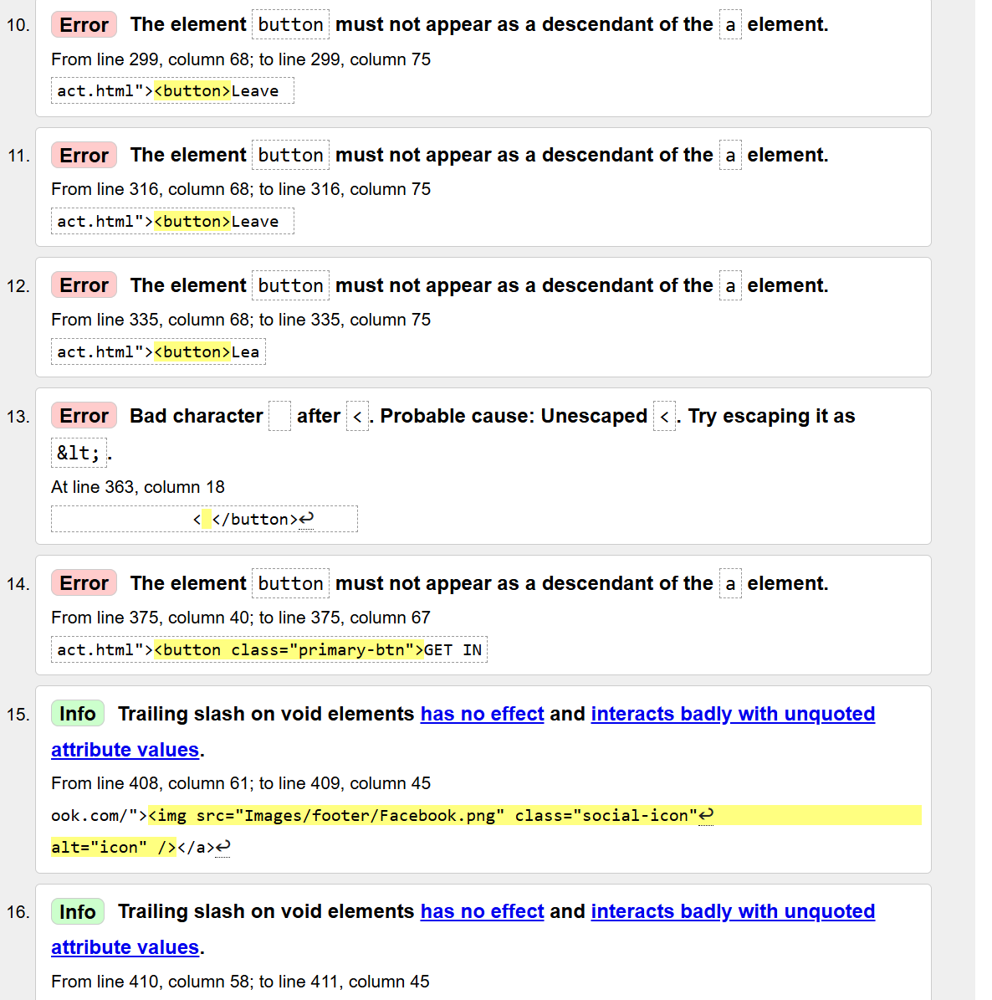 10. Error The element button must not appear as a descendant of the a element.
From line 299, column 68; to line 299, column 75
act.html"><button>Leave
11. Error The element button must not appear as a descendant of the a element.
From line 316, column 68; to line 316, column 75
act.html"><button>Leave
12. Error The element button must not appear as a descendant of the a element.
From line 335, column 68; to line 335, column 75
act.html"><button>Lea
13. Error Bad character   after <. Probable cause: Unescaped <. Try escaping it as
&lt;.
At line 363, column 18
< </button>↩
14. Error The element button must not appear as a descendant of the a element.
From line 375, column 40; to line 375, column 67
act.html"><button class="primary-btn">GET IN
15. Info Trailing slash on void elements has no effect and interacts badly with unquoted
attribute values.
From line 408, column 61; to line 409, column 45
ook.com/"><img src="Images/footer/Facebook.png" class="social-icon"↩
alt="icon" /></a>↩
16. Info Trailing slash on void elements has no effect and interacts badly with unquoted
attribute values.
From line 410, column 58; to line 411, column 45